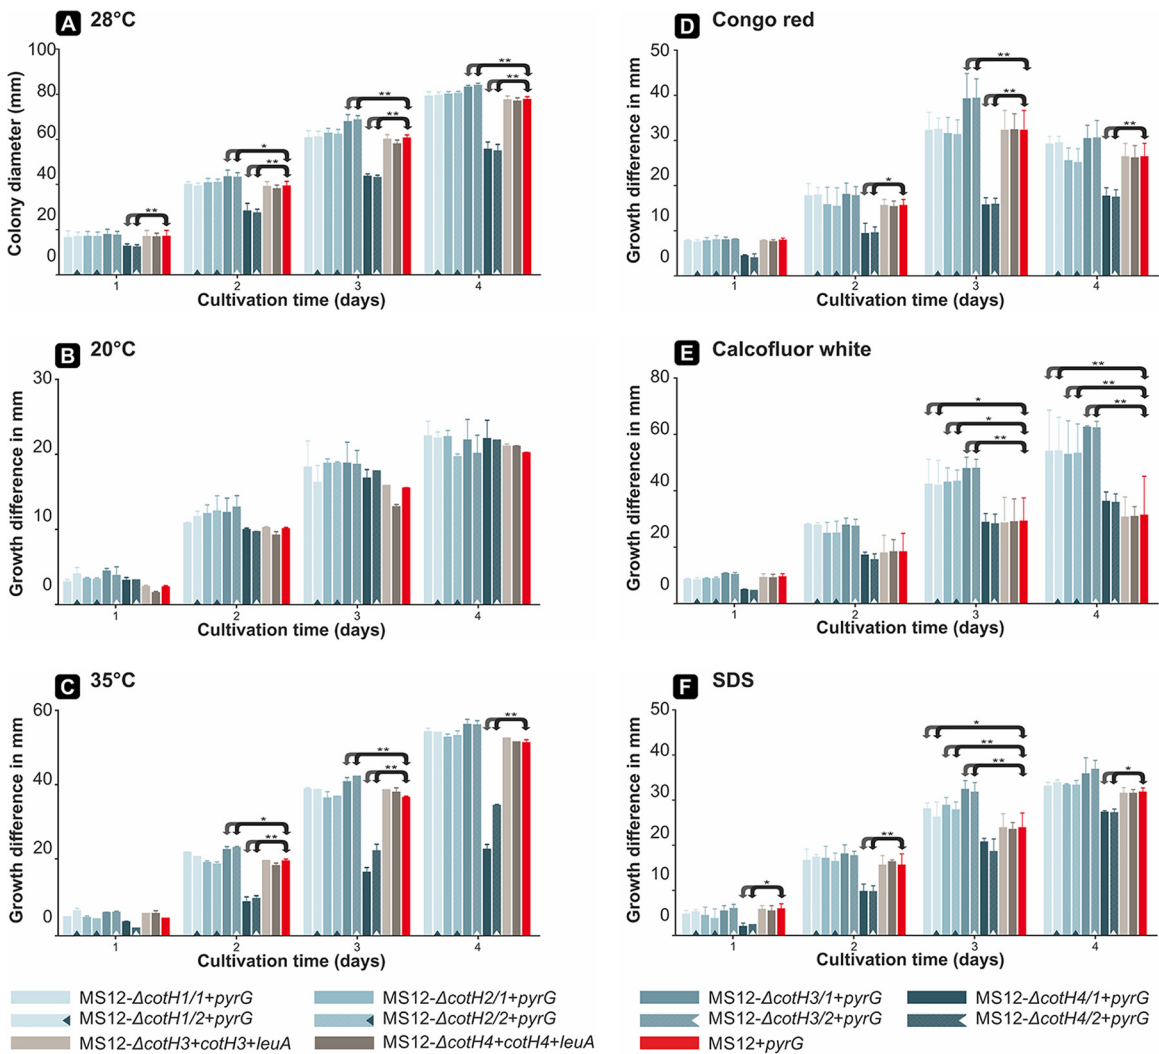 A 28°C
Colony diameter (mm)
100
80
60
40
20
0
** * ** ** ** ** **
1 2 3 4
Cultivation time (days)
B 20°C
Growth difference in mm
30
20
10
0
1 2 3 4
Cultivation time (days)
C 35°C
Growth difference in mm
60
40
20
0
* ** ** ** **
1 2 3 4
Cultivation time (days)
D Congo red
Growth difference in mm
50
40
30
20
10
0
* ** ** **
1 2 3 4
Cultivation time (days)
E Calcofluor white
Growth difference in mm
80
60
40
20
0
* * ** ** ** **
1 2 3 4
Cultivation time (days)
F SDS
Growth difference in mm
50
40
30
20
10
0
* ** * ** ** *
1 2 3 4
Cultivation time (days)
MS12-ΔcotH1/1+pyrG MS12-ΔcotH2/1+pyrG MS12-ΔcotH3/1+pyrG MS12-ΔcotH4/1+pyrG
MS12-ΔcotH1/2+pyrG MS12-ΔcotH2/2+pyrG MS12-ΔcotH3/2+pyrG MS12-ΔcotH4/2+pyrG
MS12-ΔcotH3+cotH3+leuA MS12-ΔcotH4+cotH4+leuA MS12+pyrG